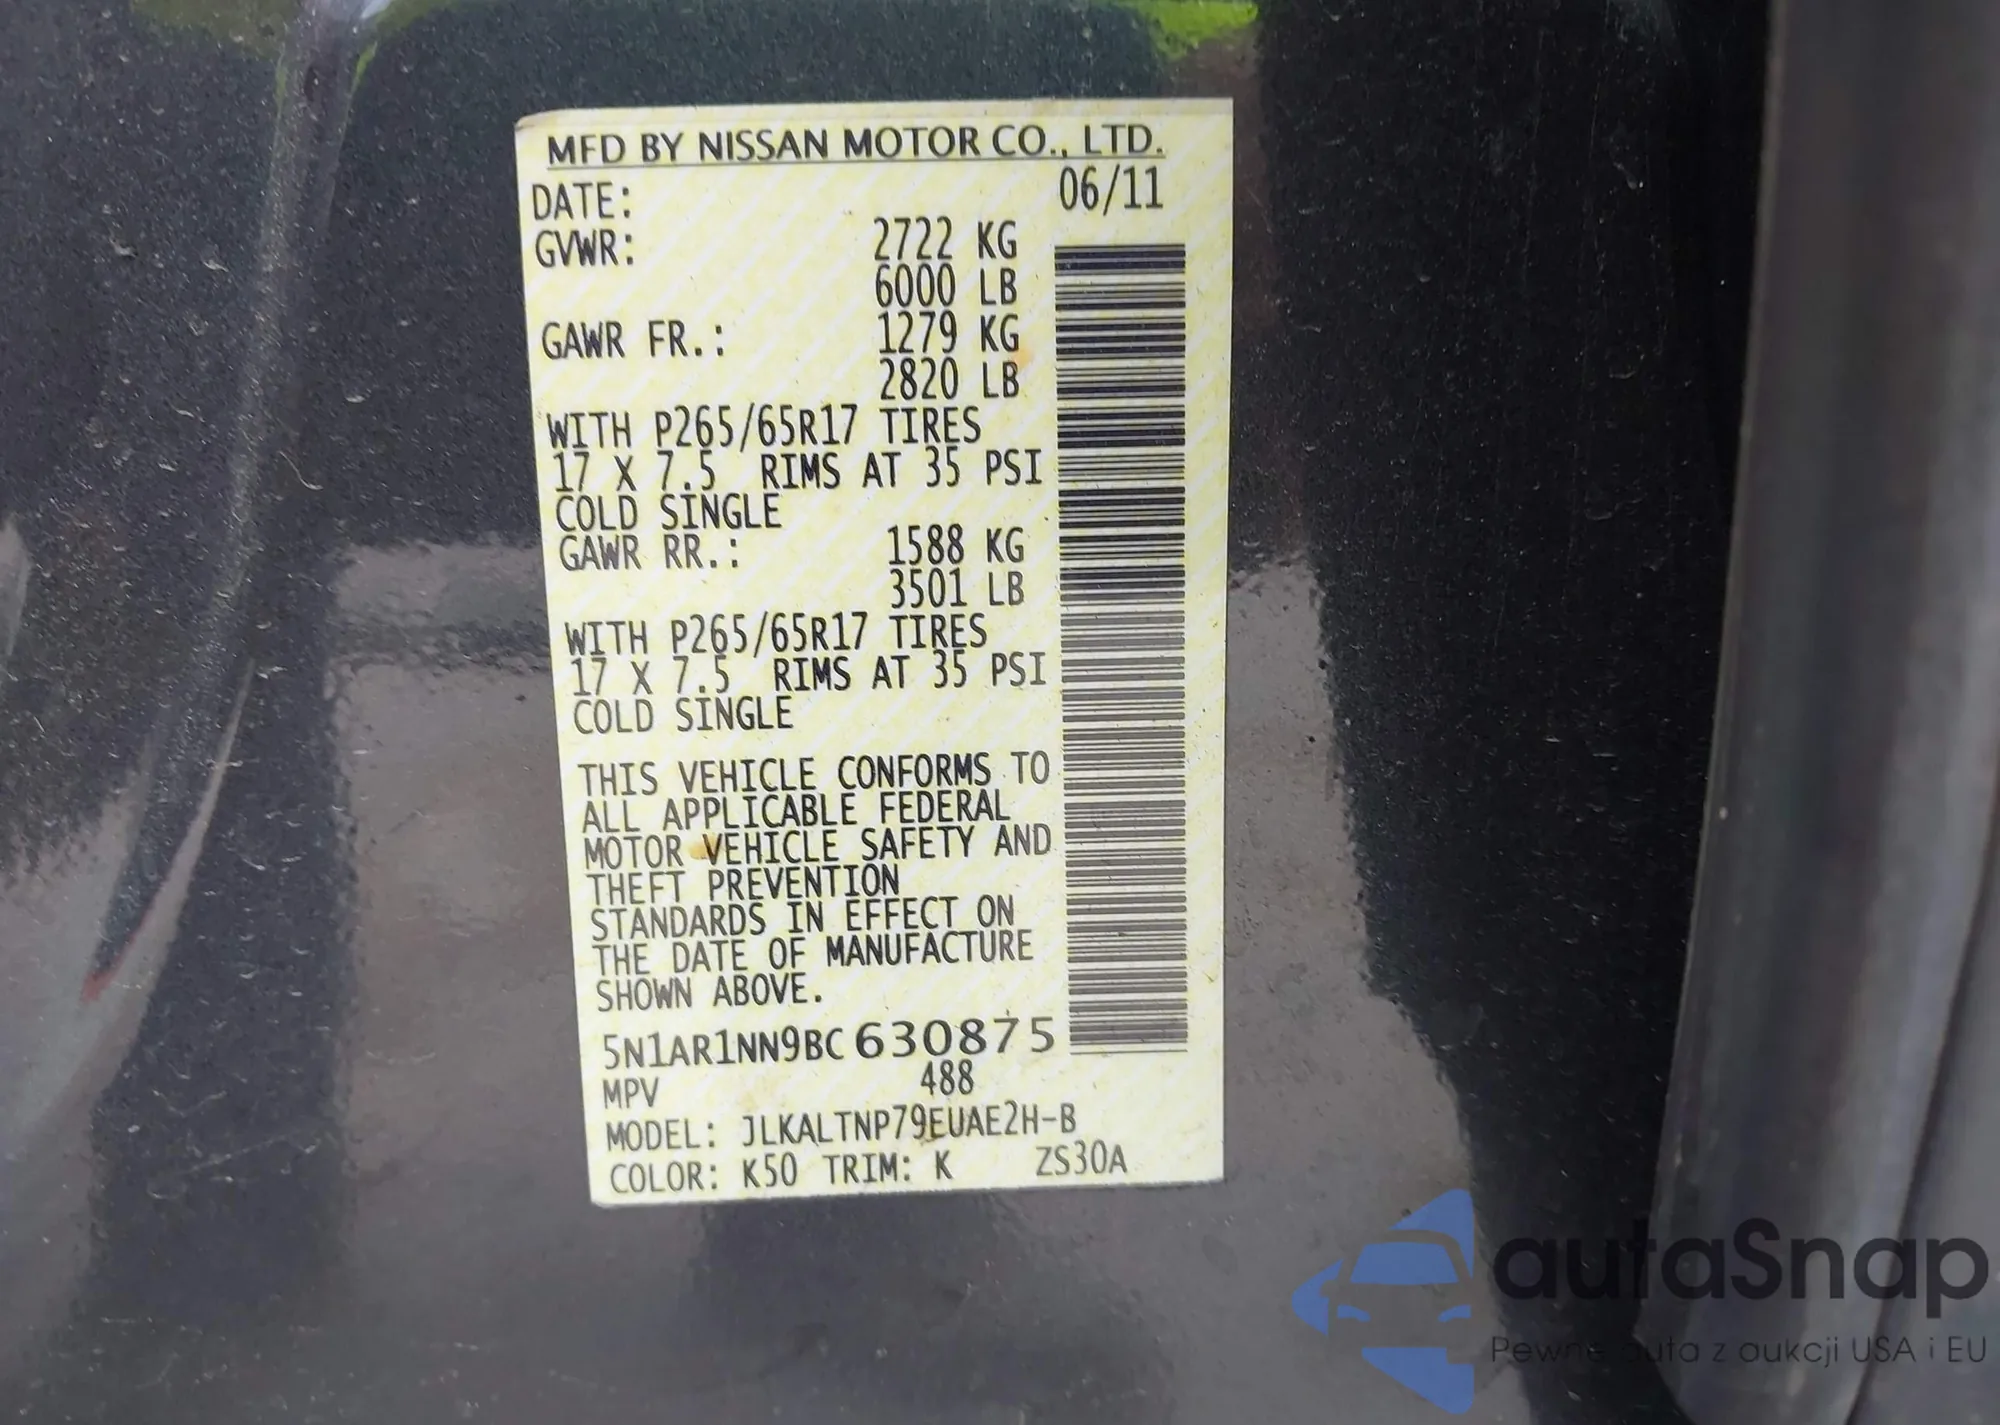 MFD BY NISSAN MOTOR CO., LTD.
DATE: 06/11
GVWR: 2722 KG
6000 LB
GAWR FR.: 1279 KG
2820 LB
WITH P265/65R17 TIRES
17 X 7.5 RIMS AT 35 PSI
COLD SINGLE
GAWR RR.: 1588 KG
3501 LB
WITH P265/65R17 TIRES
17 X 7.5 RIMS AT 35 PSI
COLD SINGLE
THIS VEHICLE CONFORMS TO
ALL APPLICABLE FEDERAL
MOTOR VEHICLE SAFETY AND
THEFT PREVENTION
STANDARDS IN EFFECT ON
THE DATE OF MANUFACTURE
SHOWN ABOVE.
5N1AR1NN9BC630875
MPV 488
MODEL: JLKALTNP79EUAE2H-B
COLOR: K50 TRIM: K ZS30A
autaSnap
Pewne auta z aukcji USA i EU